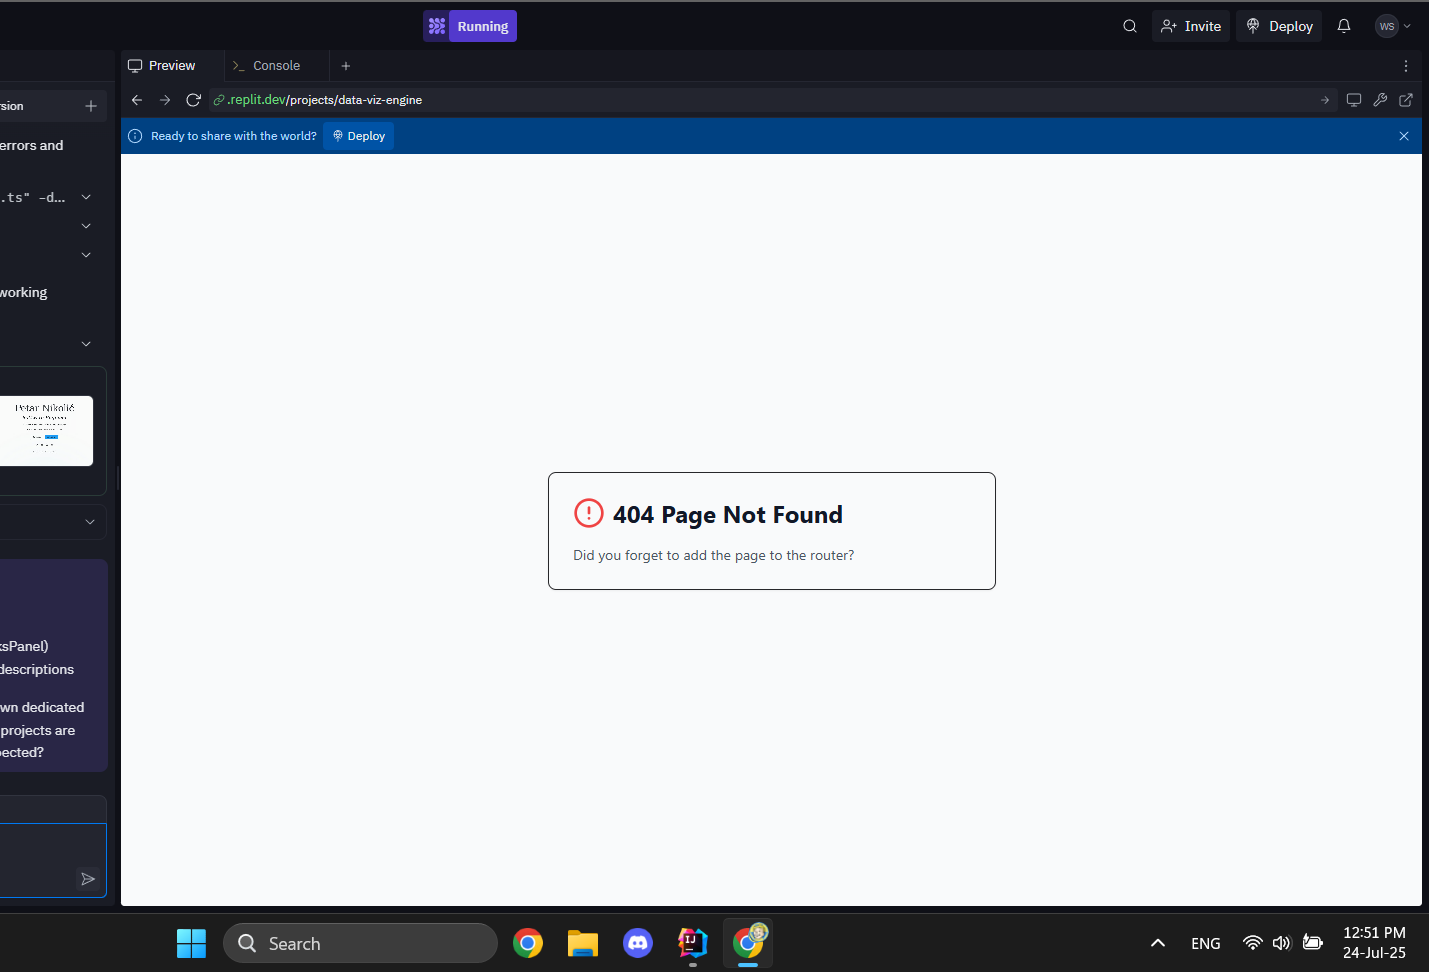 Running
Invite
Deploy
WS
Preview
Console
sion
.replit.dev/projects/data-viz-engine
Ready to share with the world?
Deploy
errors and
.ts" -d...
working
Petar Nikolić
ksPanel)
descriptions
wn dedicated
projects are
pected?
404 Page Not Found
Did you forget to add the page to the router?
Search
ENG
12:51 PM
24-Jul-25